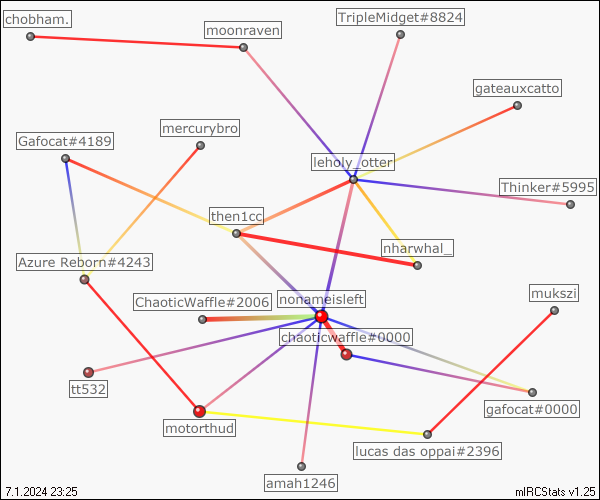 chobham.
TripleMidget#8824
moonraven
gateauxcatto
mercurybro
Gafocat#4189
leholy_otter
Thinker#5995
then1cc
nharwhal_
Azure Reborn#4243
mukszi
nonameisleft
ChaoticWaffle#2006
chaoticwaffle#0000
tt532
gafocat#0000
motorthud
lucas das oppai#2396
amah1246
7.1.2024 23:25
mIRCStats v1.25